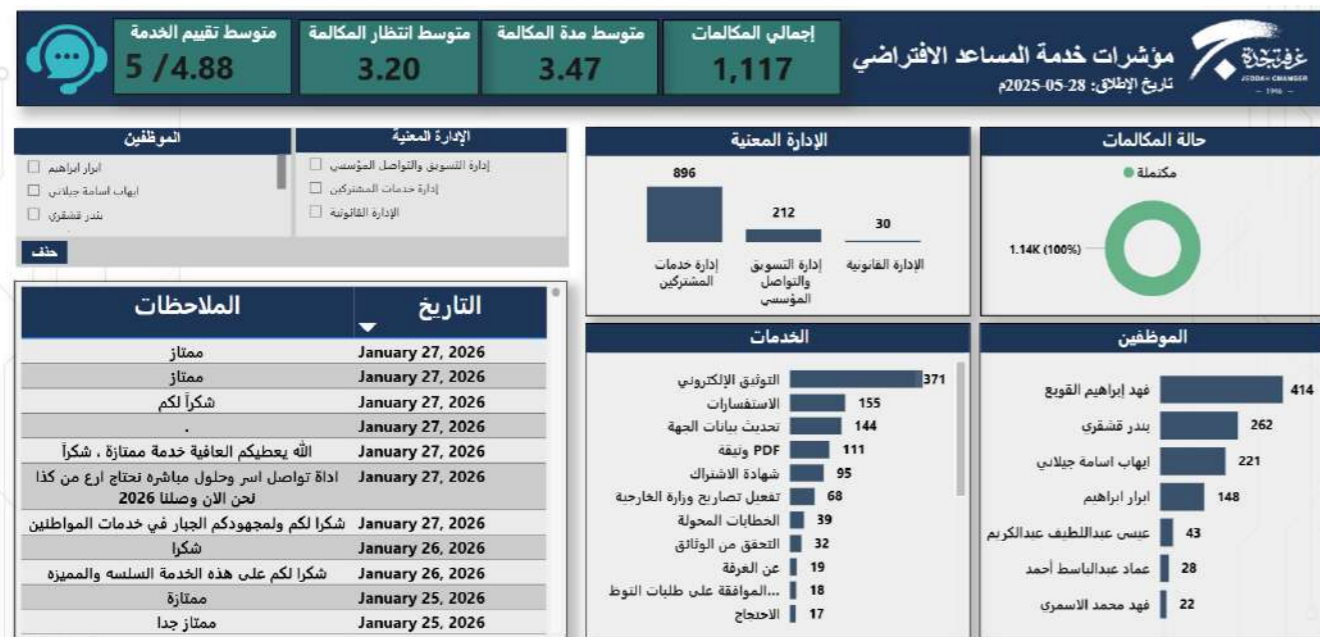 غرفة جدة
JEDDAH CHAMBER
– 1946 –
مؤشرات خدمة المساعد الافتراضي
تاريخ الإطلاق: 28-05-2025م
إجمالي المكالمات
1,117
متوسط مدة المكالمة
3.47
متوسط انتظار المكالمة
3.20
متوسط تقييم الخدمة
5 /4.88
حالة المكالمات
مكتملة
1.14K (100%)
الإدارة المعنية
896
212
30
إدارة خدمات المشتركين
إدارة التسويق والتواصل المؤسسي
الإدارة القانونية
الإدارة المعنية
إدارة التسويق والتواصل المؤسسي
إدارة خدمات المشتركين
الإدارة القانونية
الموظفين
ابرار ابراهيم
ايهاب اسامة جيلاني
بندر قشقري
حذف
الموظفين
فهد إبراهيم القويع 414
بندر قشقري 262
ايهاب اسامة جيلاني 221
ابرار ابراهيم 148
عيسى عبداللطيف عبدالكريم 43
عماد عبدالباسط أحمد 28
فهد محمد الاسمري 22
الخدمات
التوثيق الإلكتروني 371
الاستفسارات 155
تحديث بيانات الجهة 144
وثيقة PDF 111
شهادة الاشتراك 95
تفعيل تصاريح وزارة الخارجية 68
الخطابات المحولة 39
التحقق من الوثائق 32
عن الغرفة 19
الموافقة على طلبات التوظ... 18
الاحتجاج 17
التاريخ الملاحظات
January 27, 2026 ممتاز
January 27, 2026 ممتاز
January 27, 2026 شكراً لكم
January 27, 2026 .
January 27, 2026 الله يعطيكم العافية خدمة ممتازة ، شكراً
January 27, 2026 اداة تواصل اسر وحلول مباشره نحتاج ارع من كذا
نحن الان وصلنا 2026
January 27, 2026 شكرا لكم ولمجهودكم الجبار في خدمات المواطنين
January 26, 2026 شكرا
January 26, 2026 شكرا لكم على هذه الخدمة السلسه والمميزه
January 25, 2026 ممتازة
January 25, 2026 ممتاز جدا